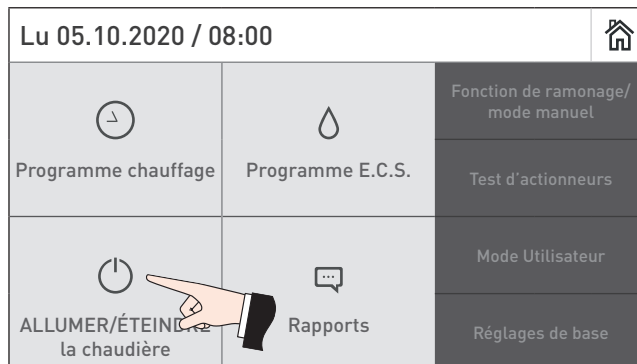 Lu 05.10.2020 / 08:00
Programme chauffage
Programme E.C.S.
Fonction de ramonage/
mode manuel
Test d'actionneurs
ALLUMER/ÉTEINDRE
la chaudière
Rapports
Mode Utilisateur
Réglages de base